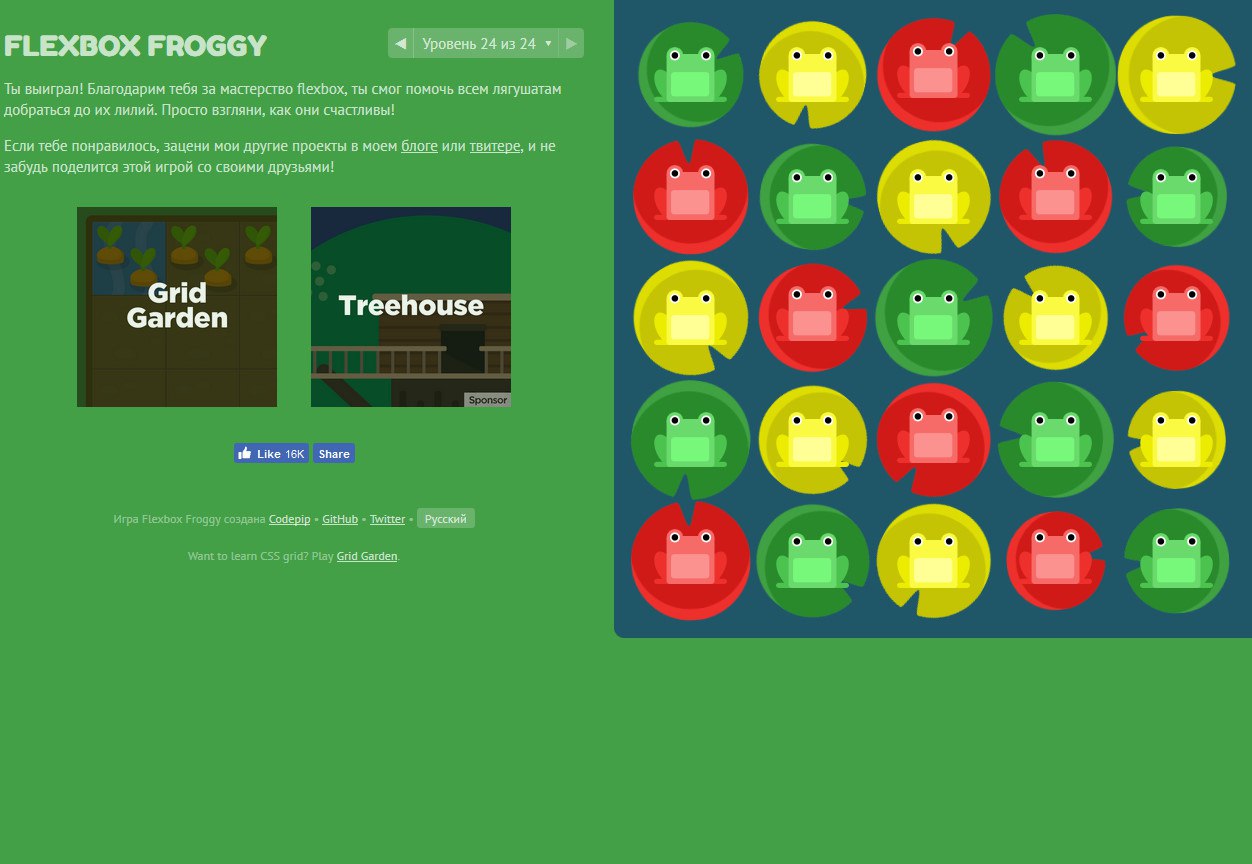 FLEXBOX FROGGY
◀ Уровень 24 из 24 ▼ ▶
Ты выиграл! Благодарим тебя за мастерство flexbox, ты смог помочь всем лягушатам
добраться до их лилий. Просто взгляни, как они счастливы!
Если тебе понравилось, зацени мои другие проекты в моем блоге или твитере, и не
забудь поделится этой игрой со своими друзьями!
Grid
Garden
Treehouse
Sponsor
Like 16K Share
Игра Flexbox Froggy создана Codepip • GitHub • Twitter • Русский
Want to learn CSS grid? Play Grid Garden.